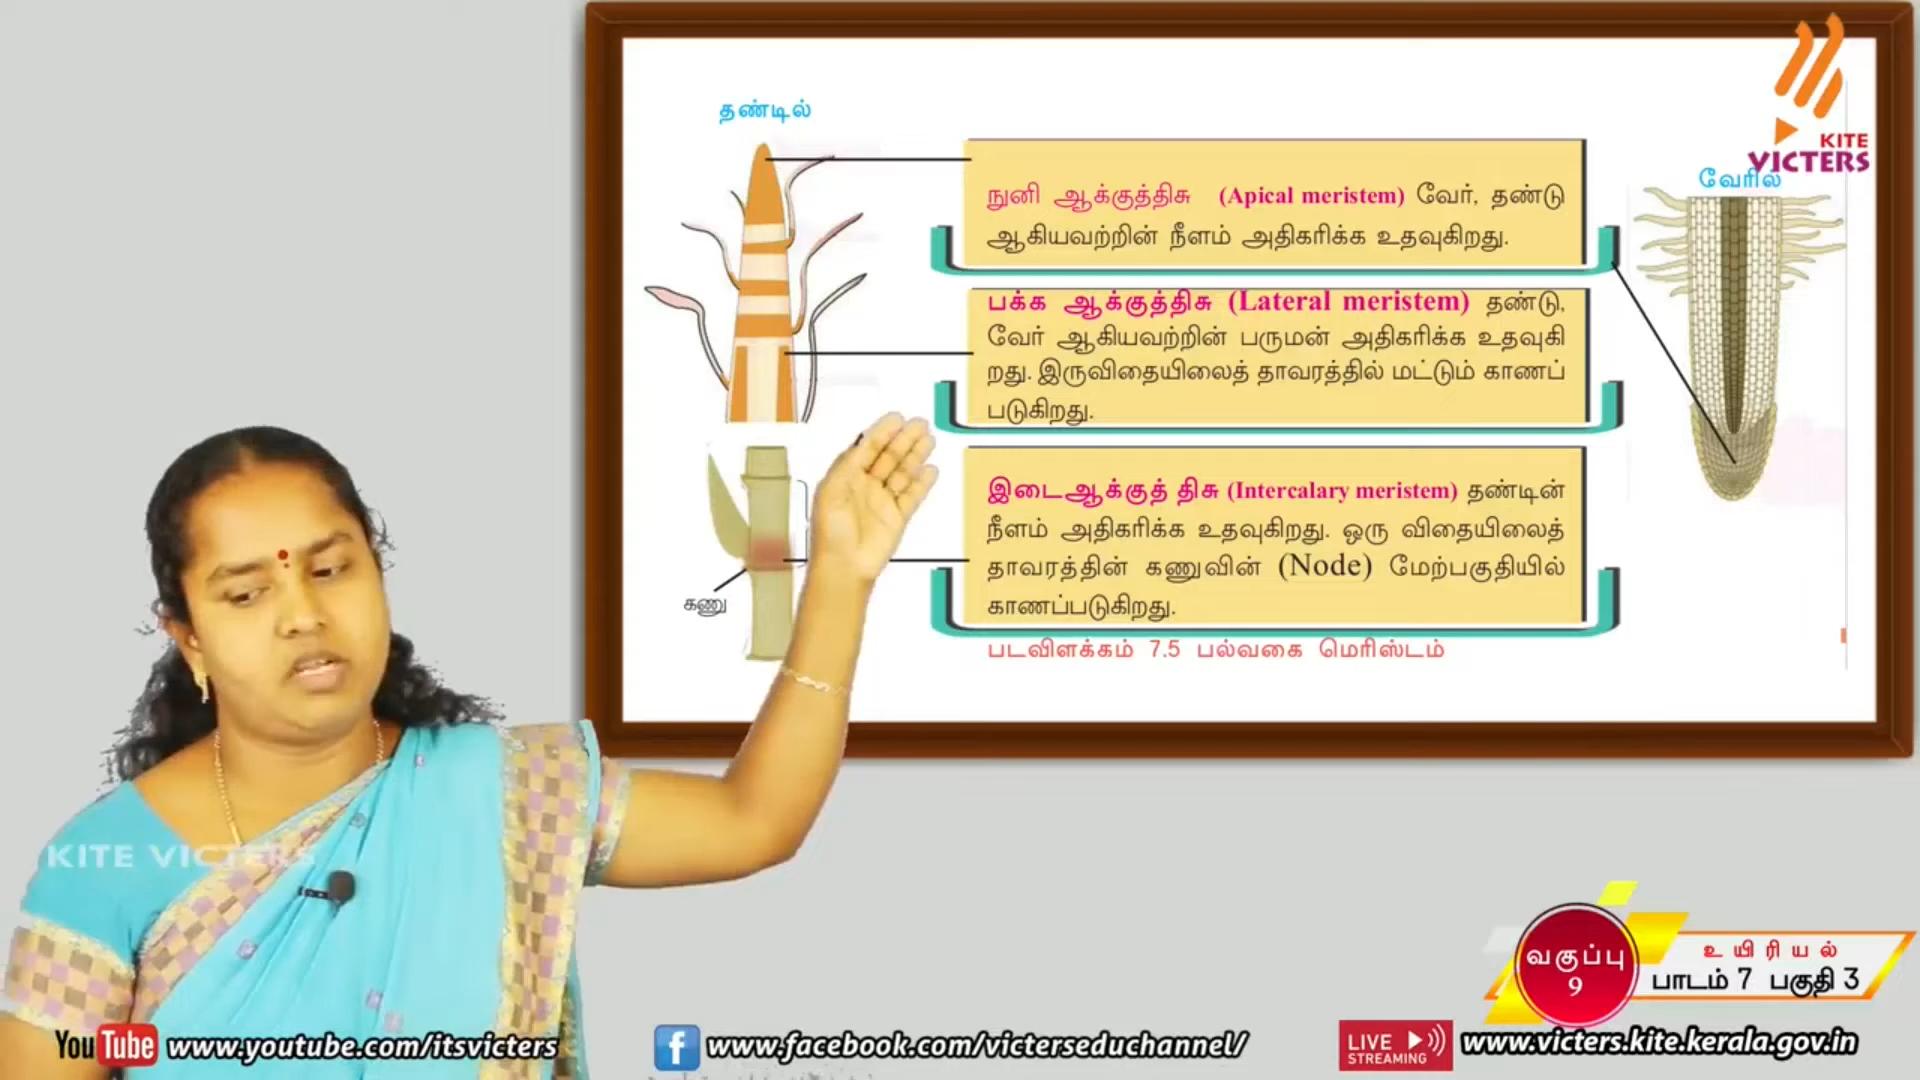 தண்டில்
KITE
VICTERS
வேரில்
நுனி ஆக்குத்திசு (Apical meristem) வேர், தண்டு
ஆகியவற்றின் நீளம் அதிகரிக்க உதவுகிறது.
பக்க ஆக்குத்திசு (Lateral meristem) தண்டு,
வேர் ஆகியவற்றின் பருமன் அதிகரிக்க உதவுகி
றது. இருவிதையிலைத் தாவரத்தில் மட்டும் காணப்
படுகிறது.
இடைஆக்குத் திசு (Intercalary meristem) தண்டின்
நீளம் அதிகரிக்க உதவுகிறது. ஒரு விதையிலைத்
தாவரத்தின் கணுவின் (Node) மேற்பகுதியில்
காணப்படுகிறது.
கணு
படவிளக்கம் 7.5 பல்வகை மெரிஸ்டம்
KITE VICTERS
வகுப்பு
9
உயிரியல்
பாடம் 7 பகுதி 3
YouTube www.youtube.com/itsvicters
f www.facebook.com/victerseduchannel/
LIVE
STREAMING
www.victers.kite.kerala.gov.in